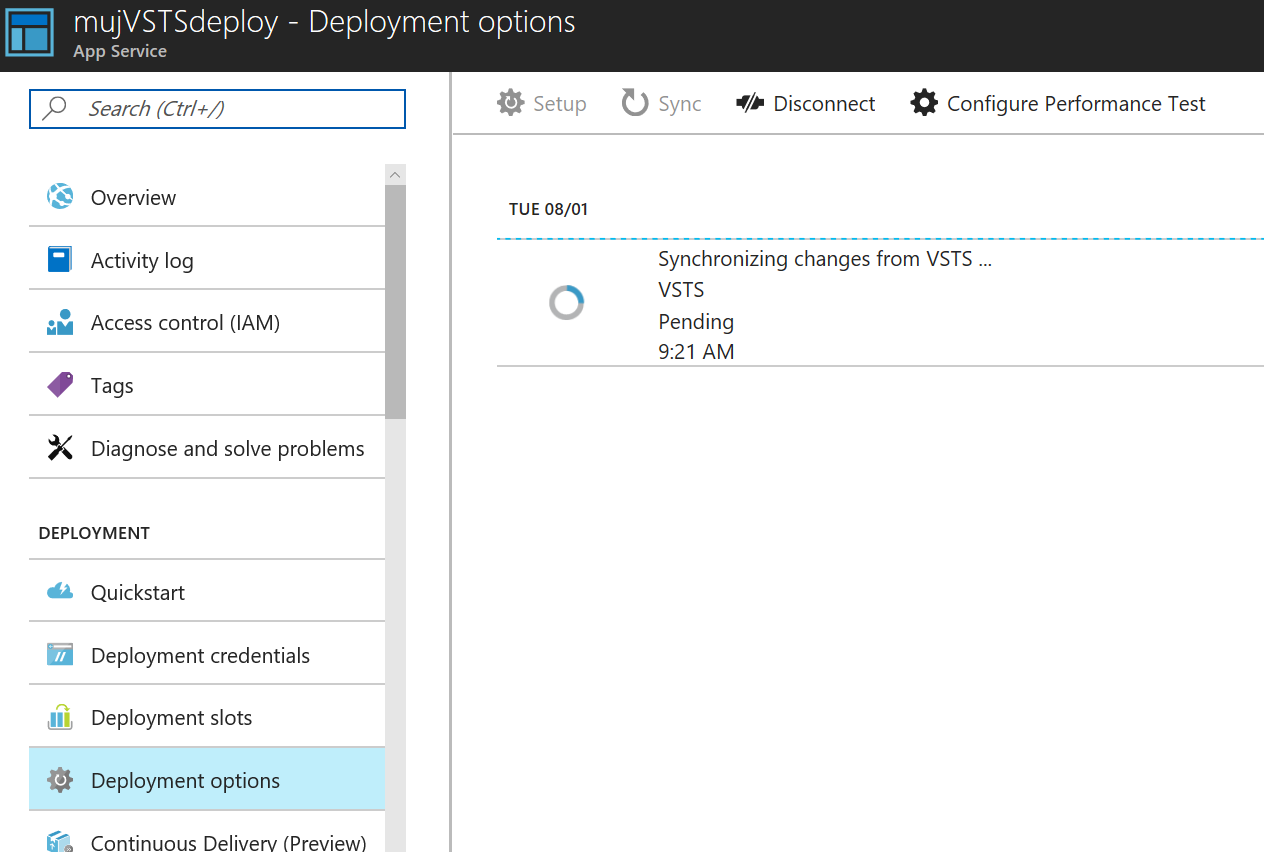 mujVSTSdeploy - Deployment options
App Service
Search (Ctrl+/)
Overview
Activity log
Access control (IAM)
Tags
Diagnose and solve problems
DEPLOYMENT
Quickstart
Deployment credentials
Deployment slots
Deployment options
Continuous Delivery (Preview)
Setup Sync Disconnect Configure Performance Test
TUE 08/01
Synchronizing changes from VSTS ...
VSTS
Pending
9:21 AM